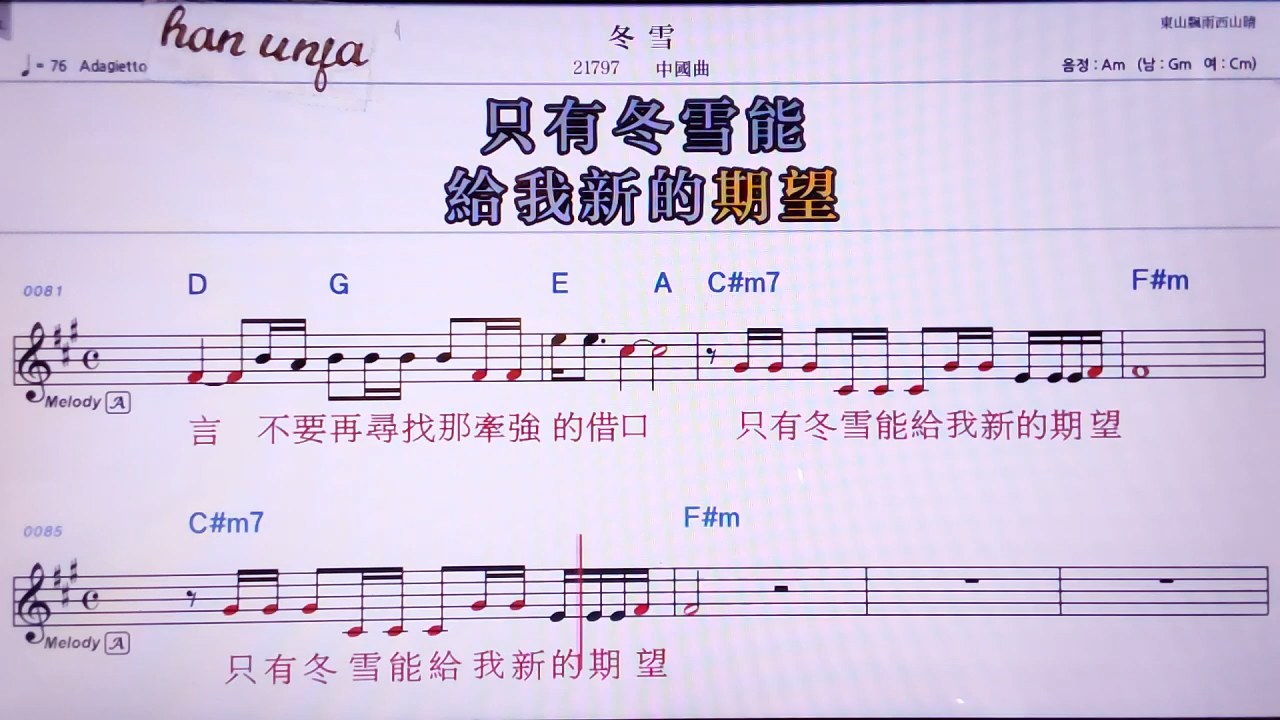 han unja
冬雪
東山飄雨西山晴
♩= 76 Adagietto
21797 中國曲
음정 : Am (남 : Gm 여 : Cm)
只有冬雪能
給我新的期望
0081 D G E A C#m7 F#m
Melody A
言 不要再尋找那牽強的借口 只有冬雪能給我新的期望
0085 C#m7 F#m
Melody A
只有冬雪能給我新的期望